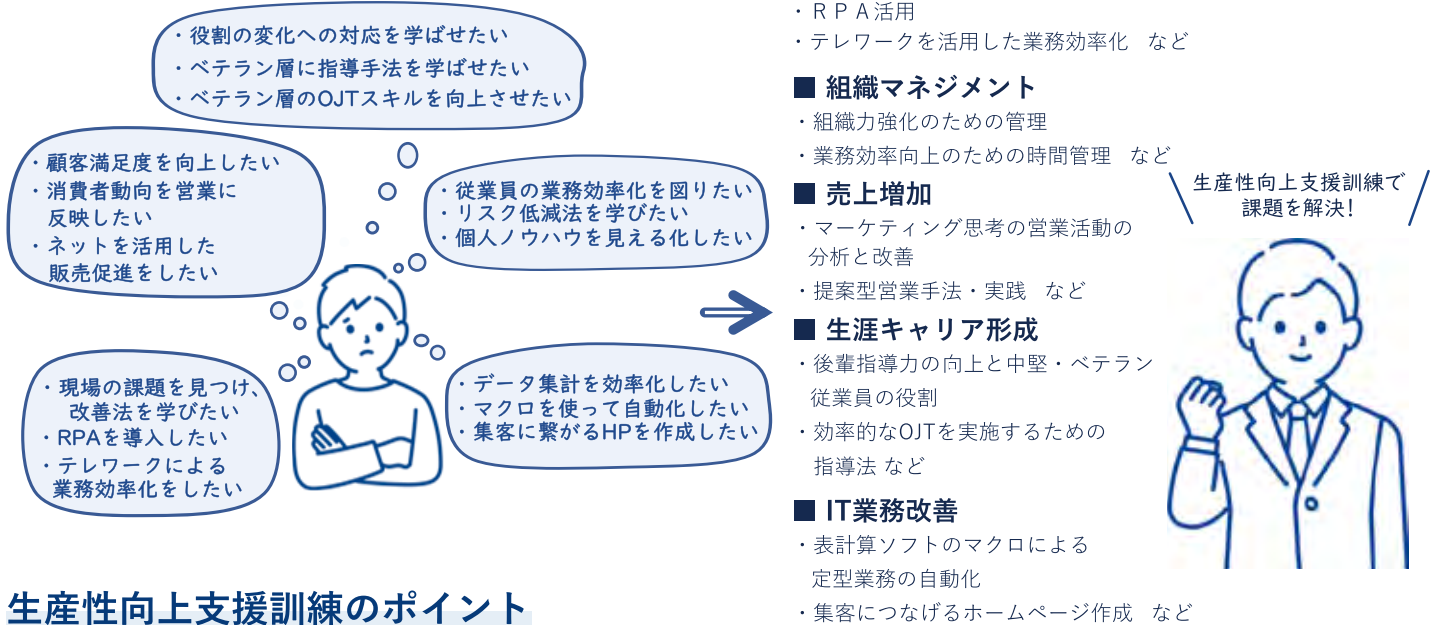 ・役割の変化への対応を学ばせたい
・ベテラン層に指導手法を学ばせたい
・ベテラン層のOJTスキルを向上させたい
・顧客満足度を向上したい
・消費者動向を営業に
反映したい
・ネットを活用した
販売促進をしたい
・従業員の業務効率化を図りたい
・リスク低減法を学びたい
・個人ノウハウを見える化したい
・現場の課題を見つけ、
改善法を学びたい
・RPAを導入したい
・テレワークによる
業務効率化をしたい
・データ集計を効率化したい
・マクロを使って自動化したい
・集客に繋がるHPを作成したい
・ＲＰＡ活用
・テレワークを活用した業務効率化　など
■ 組織マネジメント
・組織力強化のための管理
・業務効率向上のための時間管理　など
■ 売上増加
・マーケティング思考の営業活動の
分析と改善
・提案型営業手法・実践　など
■ 生涯キャリア形成
・後輩指導力の向上と中堅・ベテラン
従業員の役割
・効率的なOJTを実施するための
指導法 など
■ IT業務改善
・表計算ソフトのマクロによる
定型業務の自動化
・集客につなげるホームページ作成　など
生産性向上支援訓練で
課題を解決！
生産性向上支援訓練のポイント